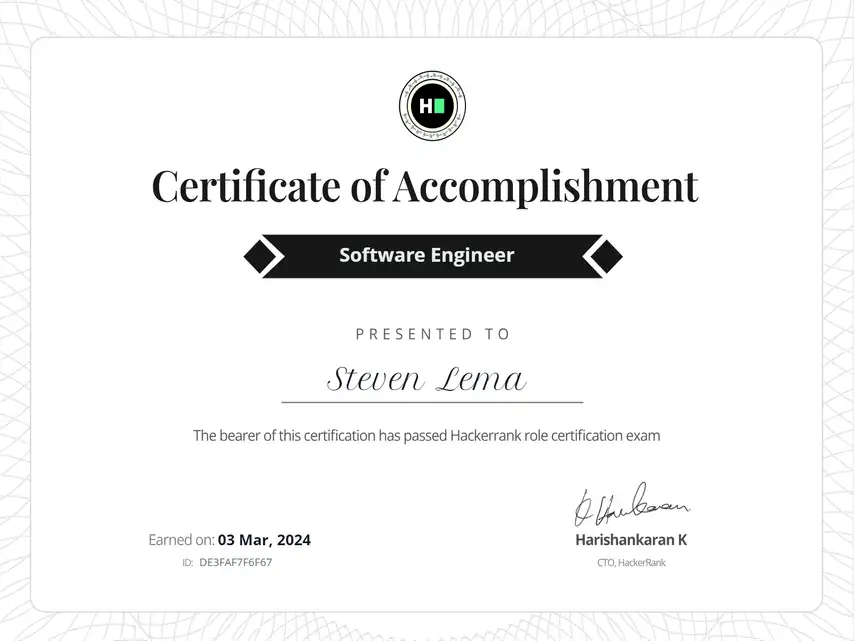 H
Certificate of Accomplishment
Software Engineer
PRESENTED TO
Steven Lema
The bearer of this certification has passed Hackerrank role certification exam
Earned on: 03 Mar, 2024
ID: DE3FAF7F6F67
Harishankaran K
CTO, HackerRank